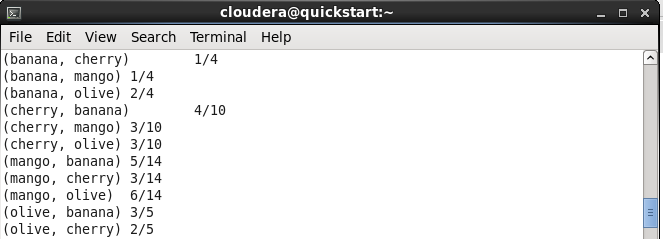 cloudera@quickstart:~
File Edit View Search Terminal Help
(banana, cherry)        1/4
(banana, mango) 1/4
(banana, olive) 2/4
(cherry, banana)        4/10
(cherry, mango) 3/10
(cherry, olive) 3/10
(mango, banana) 5/14
(mango, cherry) 3/14
(mango, olive)  6/14
(olive, banana) 3/5
(olive, cherry) 2/5